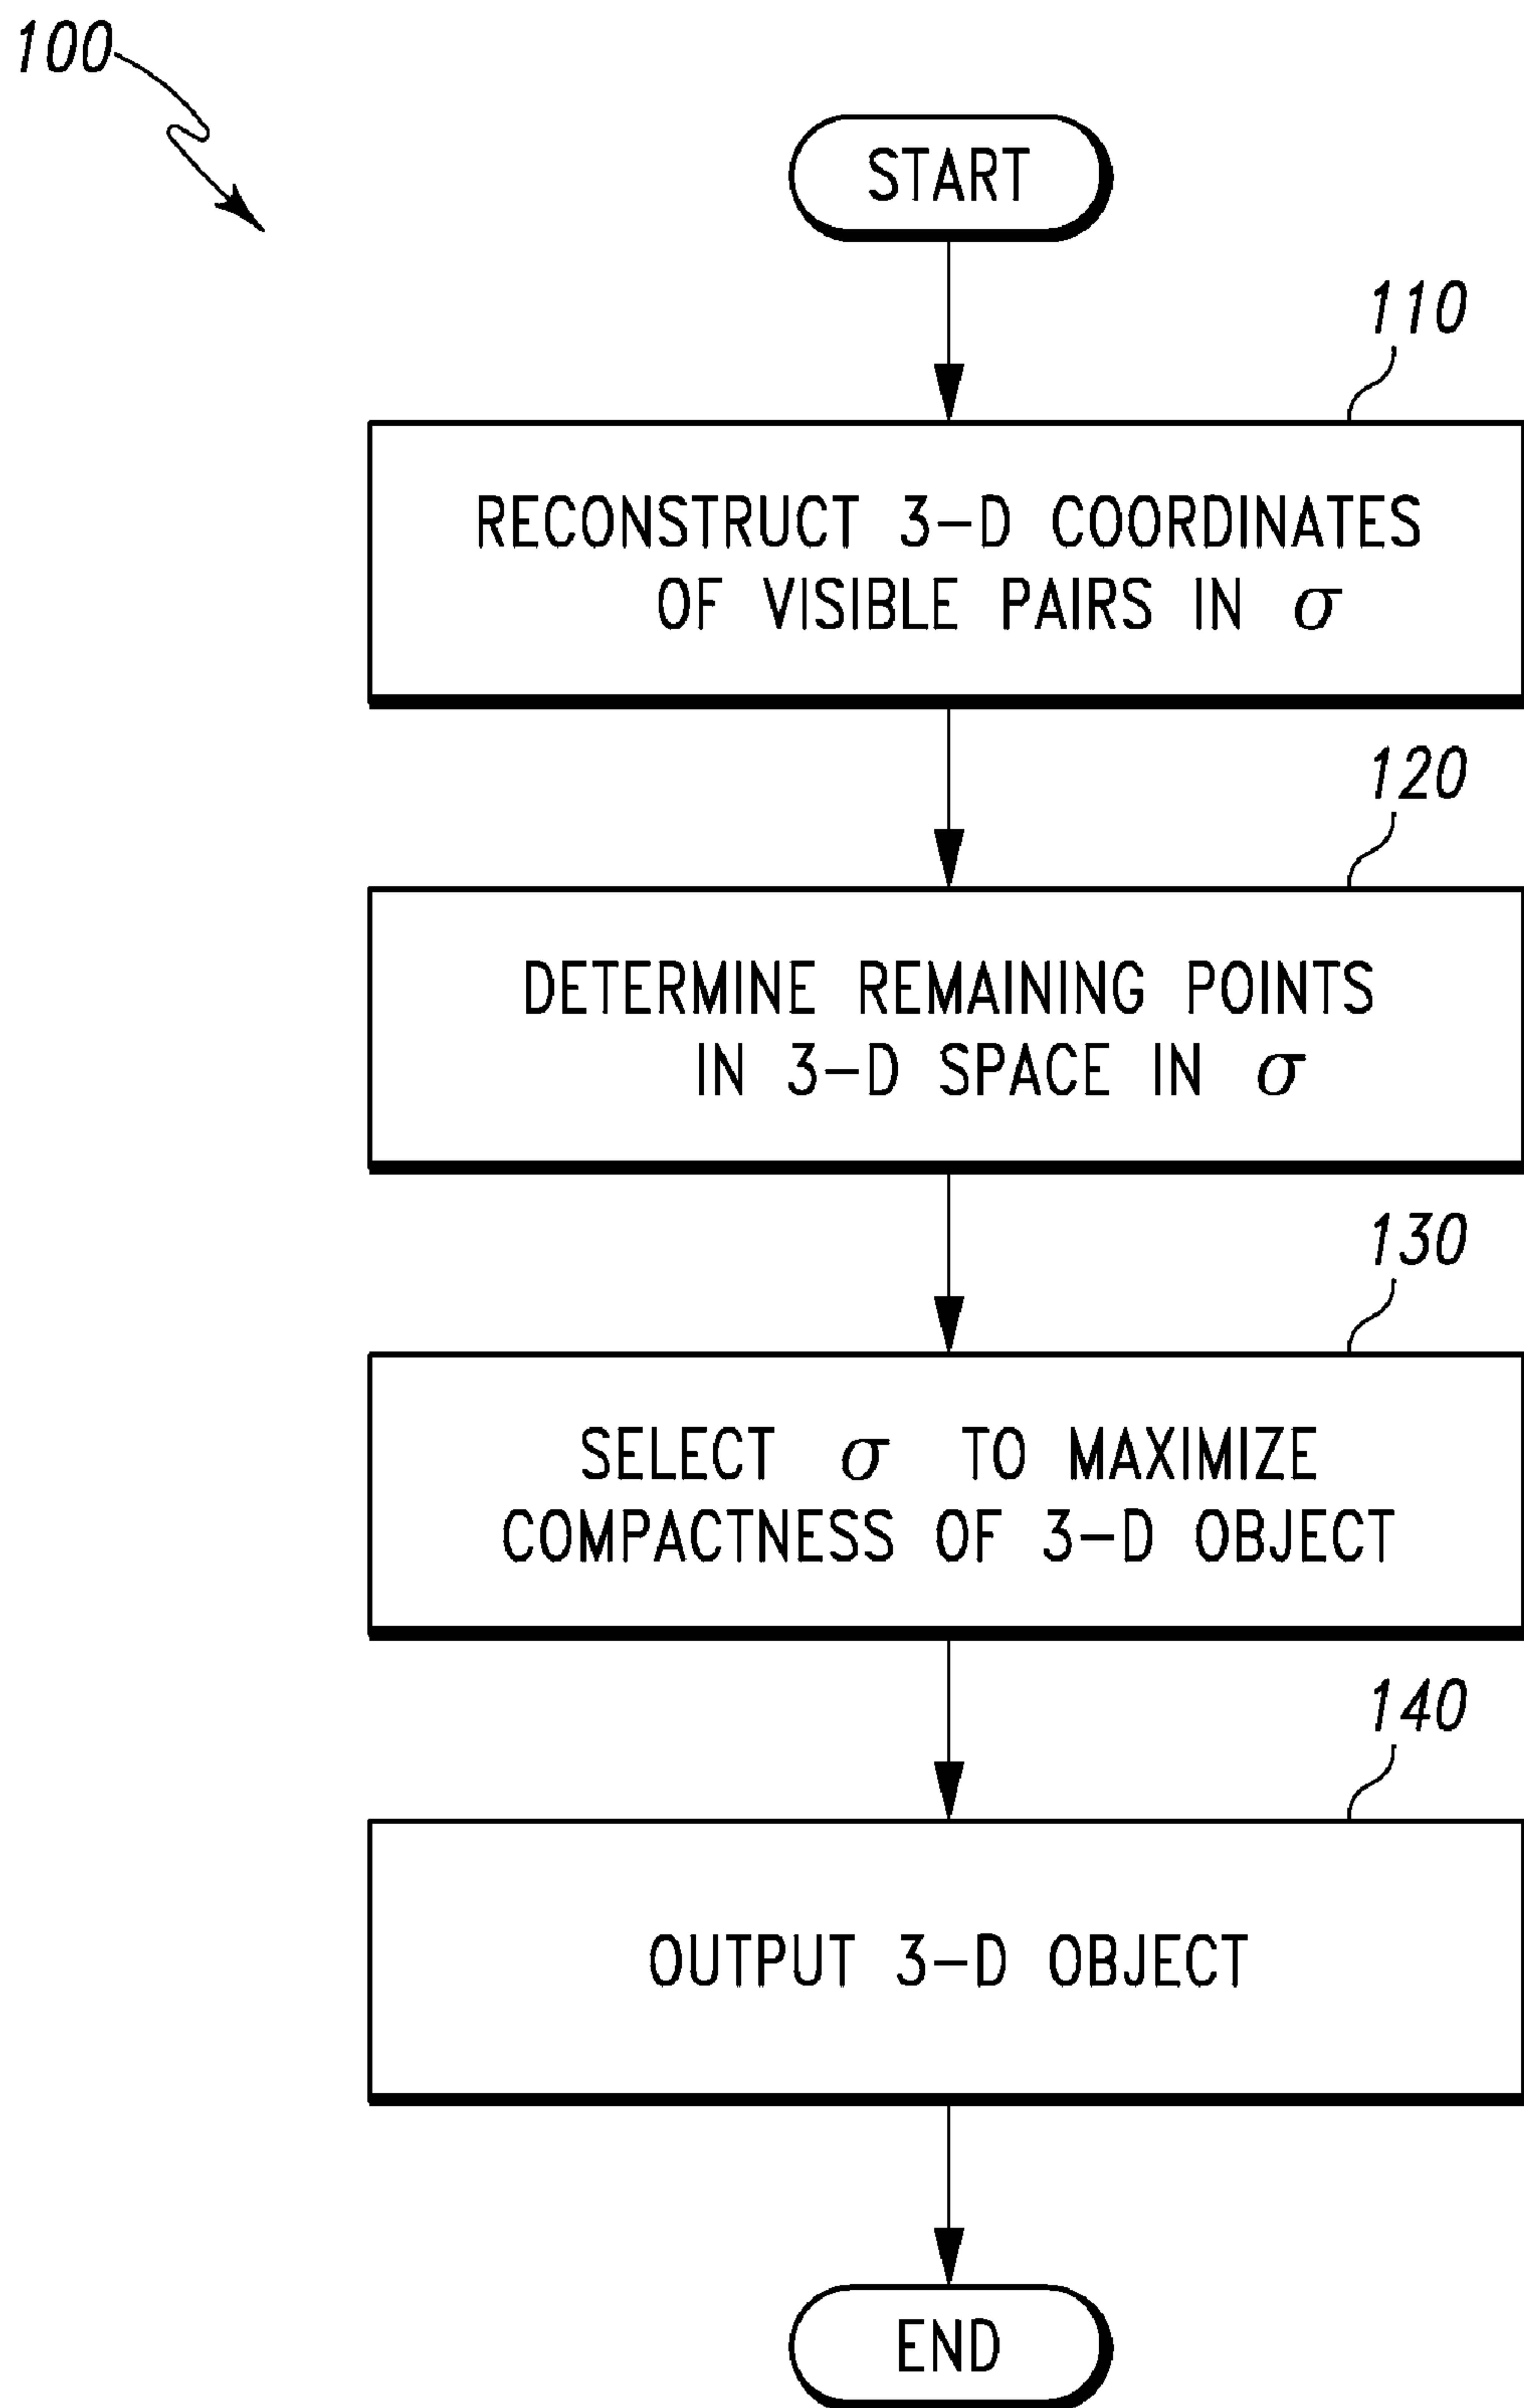 100
START
110
RECONSTRUCT 3-D COORDINATES
OF VISIBLE PAIRS IN σ
120
DETERMINE REMAINING POINTS
IN 3-D SPACE IN σ
130
SELECT σ TO MAXIMIZE
COMPACTNESS OF 3-D OBJECT
140
OUTPUT 3-D OBJECT
END